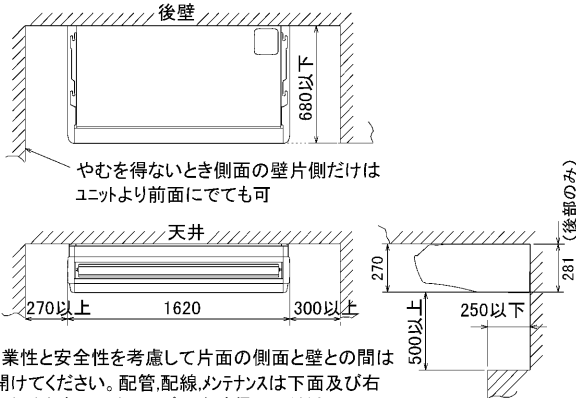 後壁
680以下
やむを得ないとき側面の壁片側だけは
ユニットより前面にでても可
天井
270以上
1620
300以上
270
281
(後部のみ)
500以上
250以下
業性と安全性を考慮して片面の側面と壁との間は
開けてください。配管,配線,メンテナンスは下面及び右